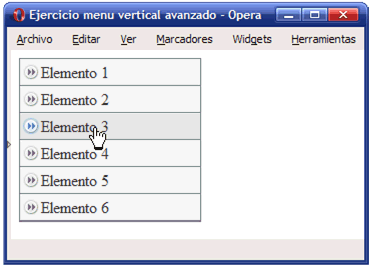 Ejercicio menu vertical avanzado - Opera
Archivo Editar Ver Marcadores Widgets Herramientas
Elemento 1
Elemento 2
Elemento 3
Elemento 4
Elemento 5
Elemento 6